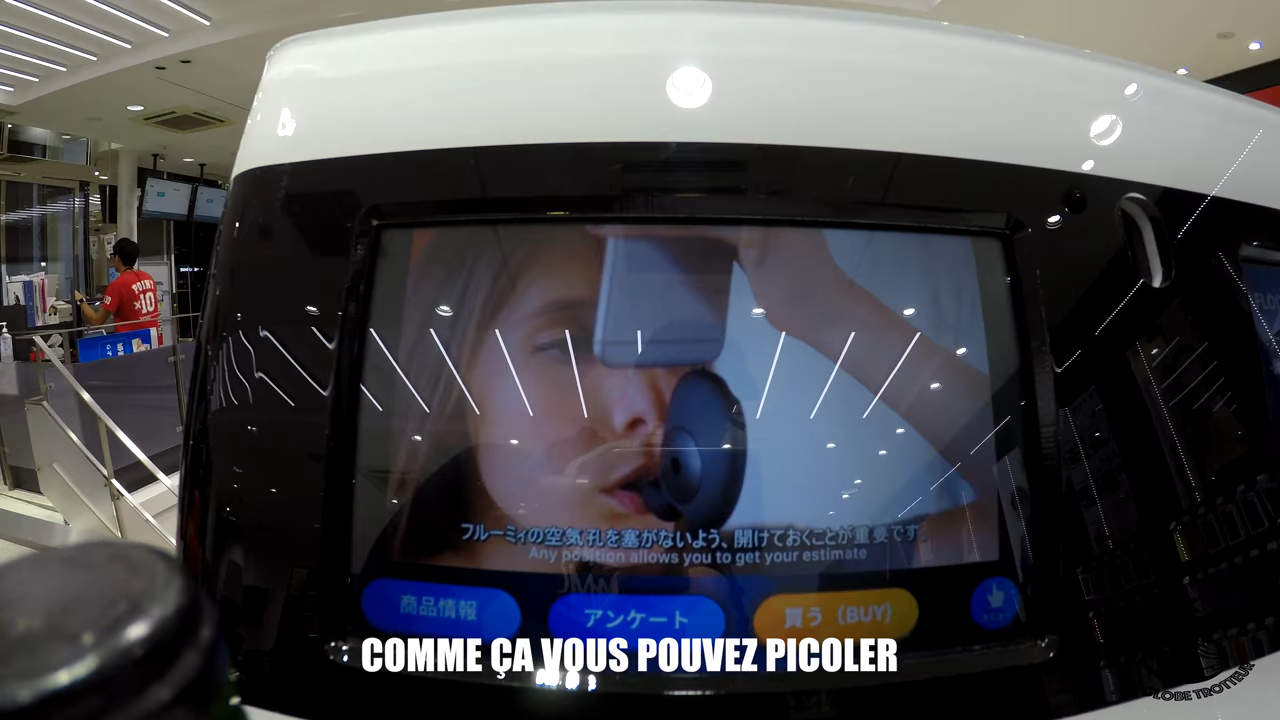 POINT
×10
フルーミィの空気孔を塞がないよう、開けておくことが重要です。
Any position allows you to get your estimate
商品情報
アンケート
買う（BUY）
COMME ÇA VOUS POUVEZ PICOLER
GLOBE TROTTEUR